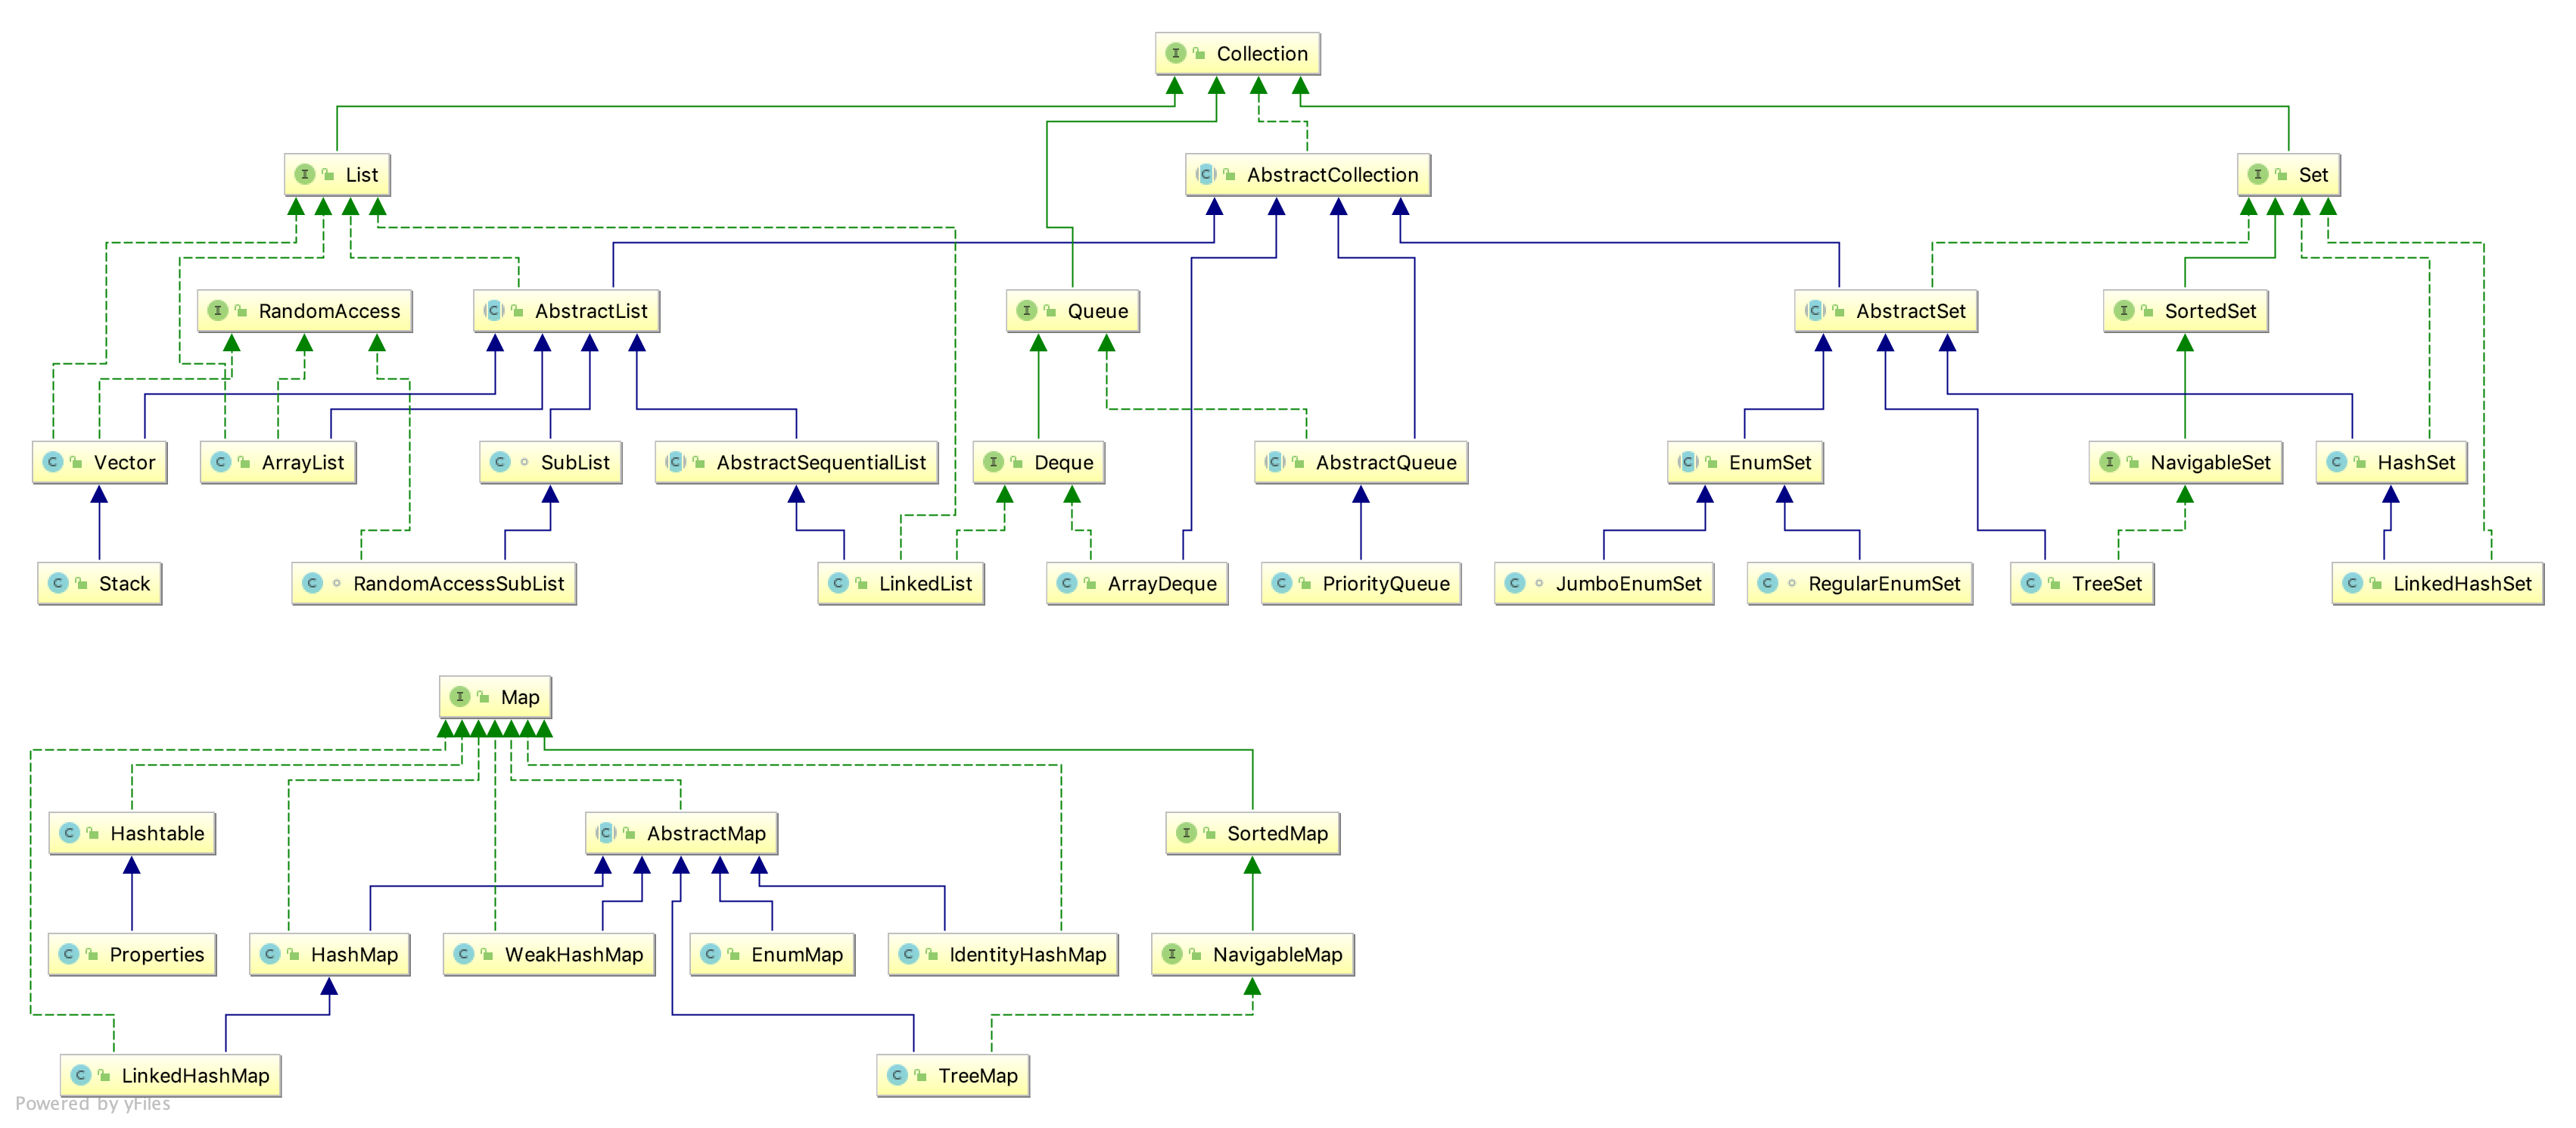 Collection
List
AbstractCollection
Set
RandomAccess
AbstractList
Queue
AbstractSet
SortedSet
Vector
ArrayList
SubList
AbstractSequentialList
Deque
AbstractQueue
EnumSet
NavigableSet
HashSet
Stack
RandomAccessSubList
LinkedList
ArrayDeque
PriorityQueue
JumboEnumSet
RegularEnumSet
TreeSet
LinkedHashSet
Map
Hashtable
AbstractMap
SortedMap
Properties
HashMap
WeakHashMap
EnumMap
IdentityHashMap
NavigableMap
LinkedHashMap
TreeMap
Powered by yFiles